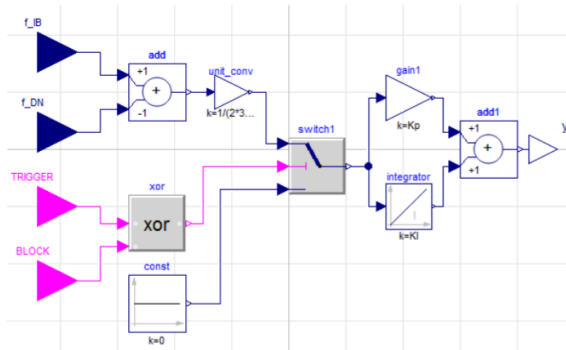 f_IB
add
+1
+
-1
unit_conv
k=1/(2*3...
f_DN
gain1
k=Kp
add1
+1
+
+1
y
switch1
integrator
I
k=KI
TRIGGER
xor
xor
BLOCK
const
k=0